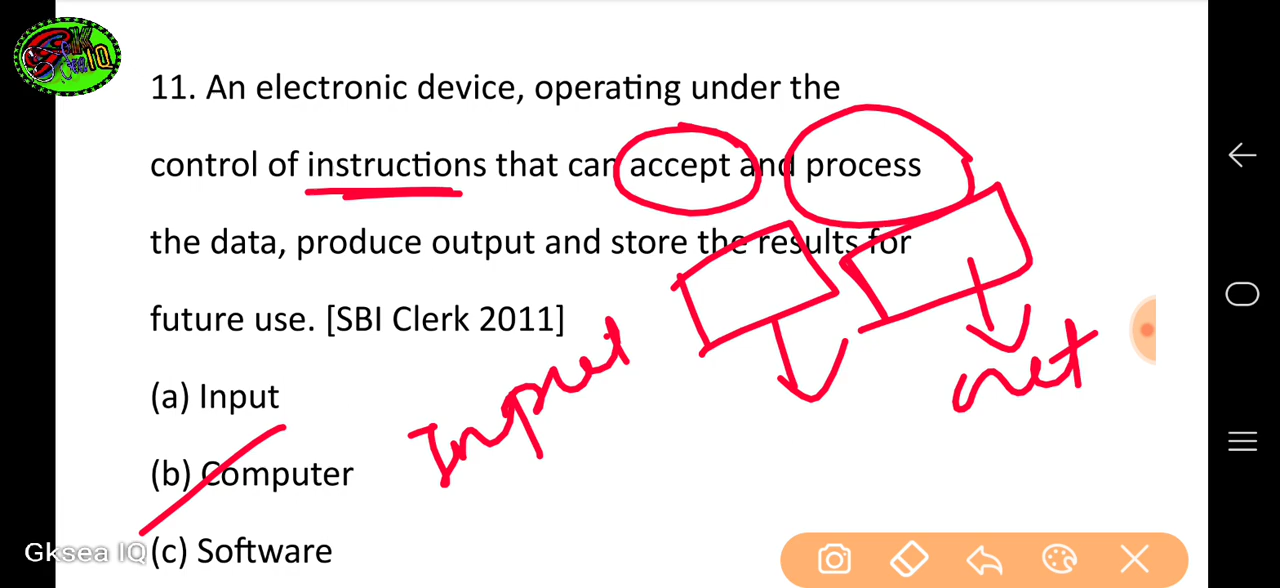 11. An electronic device, operating under the
control of instructions that can accept and process
the data, produce output and store the results for
future use. [SBI Clerk 2011]
(a) Input
Input
out
(b) Computer
(c) Software
Gksea IQ